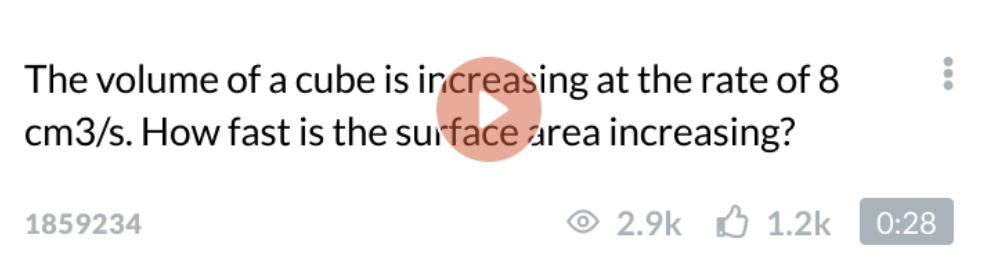 The volume of a cube is increasing at the rate of 8
cm3/s. How fast is the surface area increasing?
1859234 2.9k 1.2k 0:28